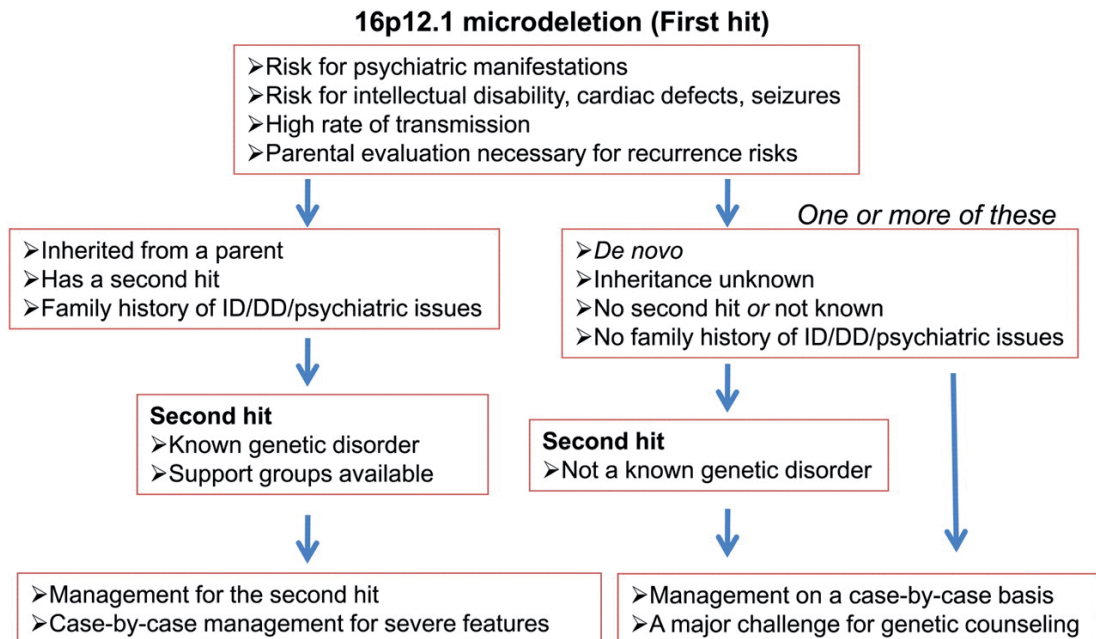 16p12.1 microdeletion (First hit)
➢Risk for psychiatric manifestations
➢Risk for intellectual disability, cardiac defects, seizures
➢High rate of transmission
➢Parental evaluation necessary for recurrence risks
One or more of these
➢Inherited from a parent
➢Has a second hit
➢Family history of ID/DD/psychiatric issues
➢De novo
➢Inheritance unknown
➢No second hit or not known
➢No family history of ID/DD/psychiatric issues
Second hit
➢Known genetic disorder
➢Support groups available
Second hit
➢Not a known genetic disorder
➢Management for the second hit
➢Case-by-case management for severe features
➢Management on a case-by-case basis
➢A major challenge for genetic counseling